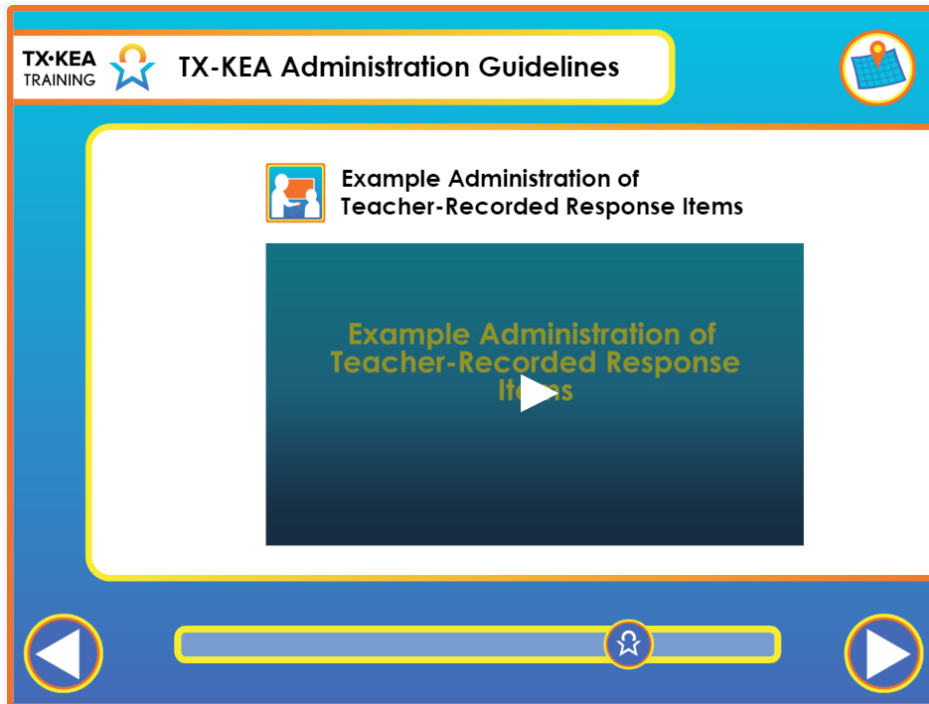 TX•KEA
TRAINING
TX-KEA Administration Guidelines
Example Administration of
Teacher-Recorded Response Items
Example Administration of
Teacher-Recorded Response
Items